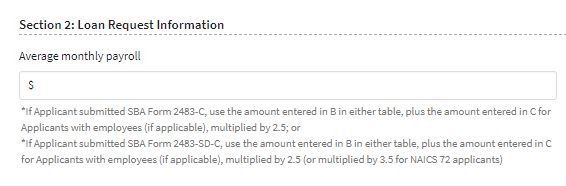 Section 2: Loan Request Information
Average monthly payroll
$
*If Applicant submitted SBA Form 2483-C, use the amount entered in B in either table, plus the amount entered in C for
Applicants with employees (if applicable), multiplied by 2.5; or
*If Applicant submitted SBA Form 2483-SD-C, use the amount entered in B in either table, plus the amount entered in C
for Applicants with employees (if applicable), multiplied by 2.5 (or multiplied by 3.5 for NAICS 72 applicants)